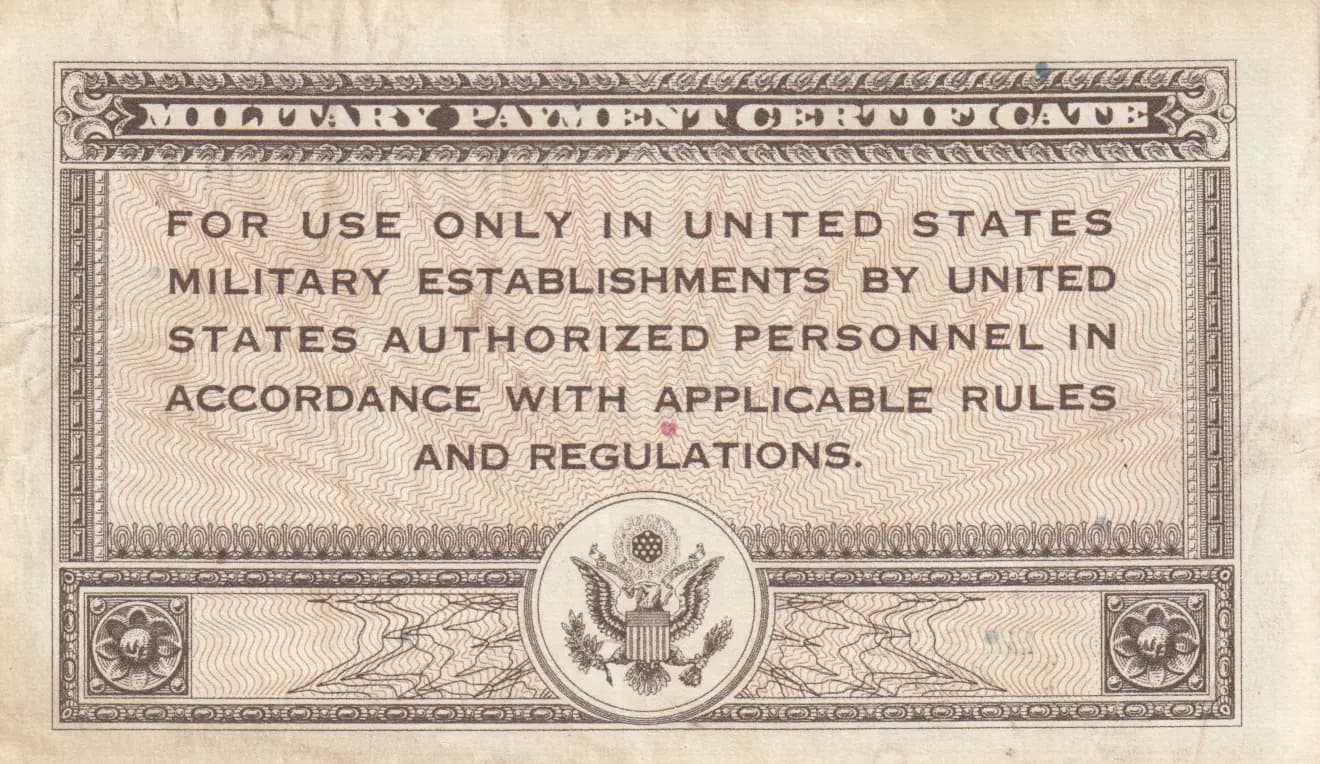 MILITARY PAYMENT CERTIFICATE
FOR USE ONLY IN UNITED STATES
MILITARY ESTABLISHMENTS BY UNITED
STATES AUTHORIZED PERSONNEL IN
ACCORDANCE WITH APPLICABLE RULES
AND REGULATIONS.